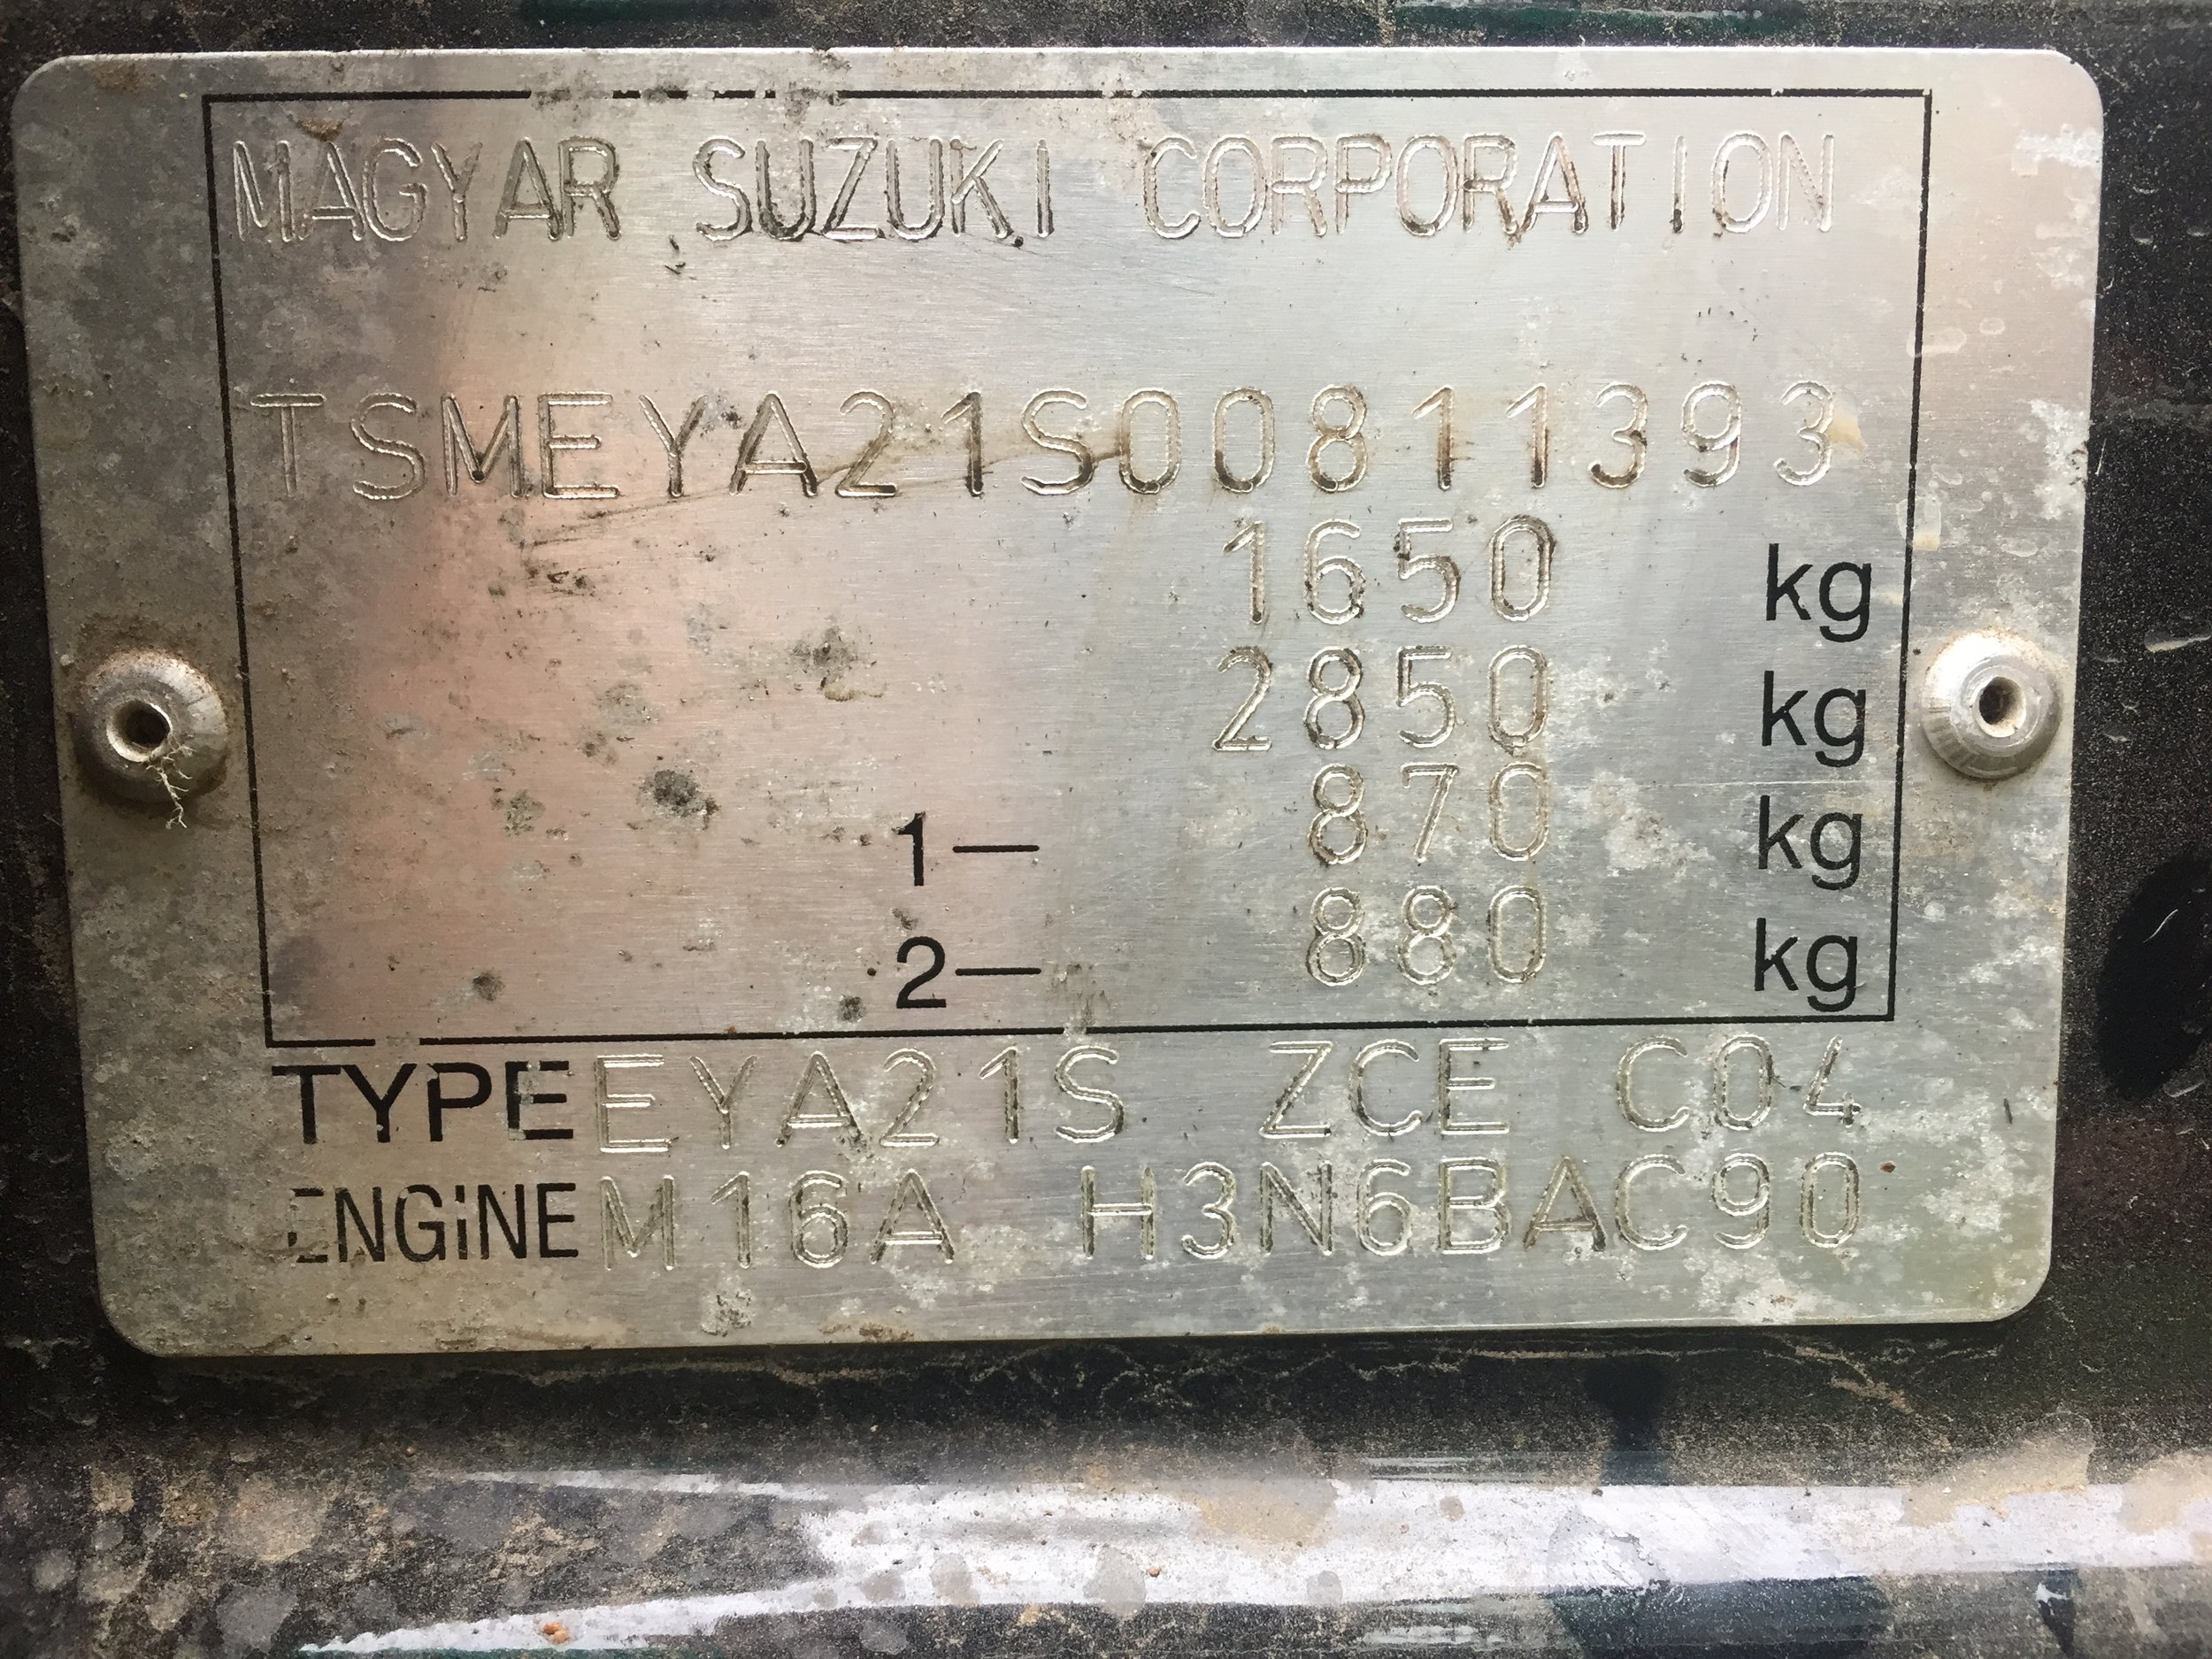 MAGYAR SUZUKI CORPORATION
TSMEYA21S00811393
1650 kg
2850 kg
1— 870 kg
2— 880 kg
TYPE EYA21S ZCE C04
ENGiNE M16A H3N6BAC90